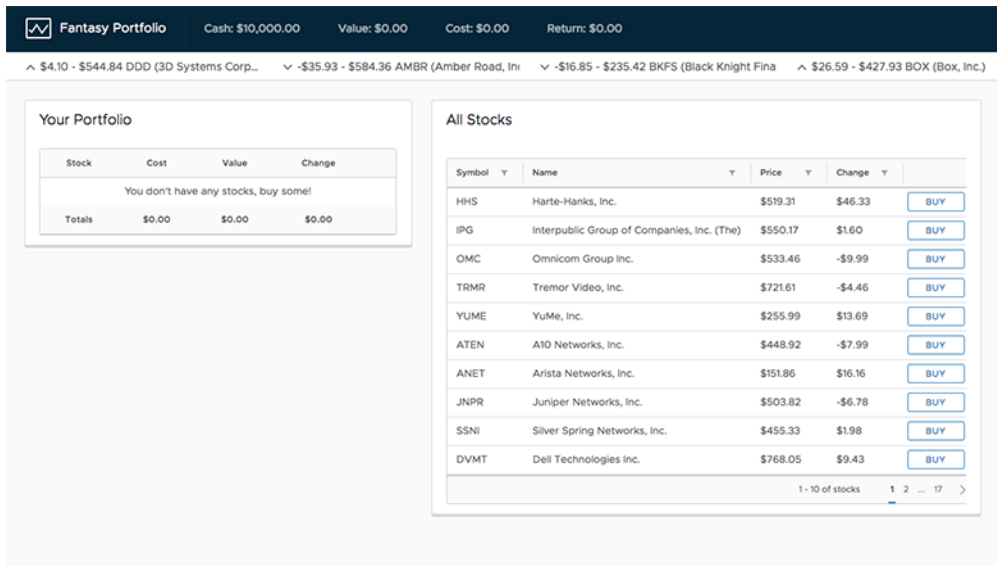 Fantasy Portfolio Cash: $10,000.00 Value: $0.00 Cost: $0.00 Return: $0.00
$4.10 - $544.84 DDD (3D Systems Corp... -$35.93 - $584.36 AMBR (Amber Road, Inc -$16.85 - $235.42 BKFS (Black Knight Fina $26.59 - $427.93 BOX (Box, Inc.)
Your Portfolio
Stock Cost Value Change
You don't have any stocks, buy some!
Totals $0.00 $0.00 $0.00
All Stocks
Symbol Name Price Change
HHS Harte-Hanks, Inc. $519.31 $46.33 BUY
IPG Interpublic Group of Companies, Inc. (The) $550.17 $1.60 BUY
OMC Omnicom Group Inc. $533.46 -$9.99 BUY
TRMR Tremor Video, Inc. $721.61 -$4.46 BUY
YUME YuMe, Inc. $255.99 $13.69 BUY
ATEN A10 Networks, Inc. $448.92 -$7.99 BUY
ANET Arista Networks, Inc. $151.86 $16.16 BUY
JNPR Juniper Networks, Inc. $503.82 -$6.78 BUY
SSNI Silver Spring Networks, Inc. $455.33 $1.98 BUY
DVMT Dell Technologies Inc. $768.05 $9.43 BUY
1 - 10 of stocks 1 2 ... 17